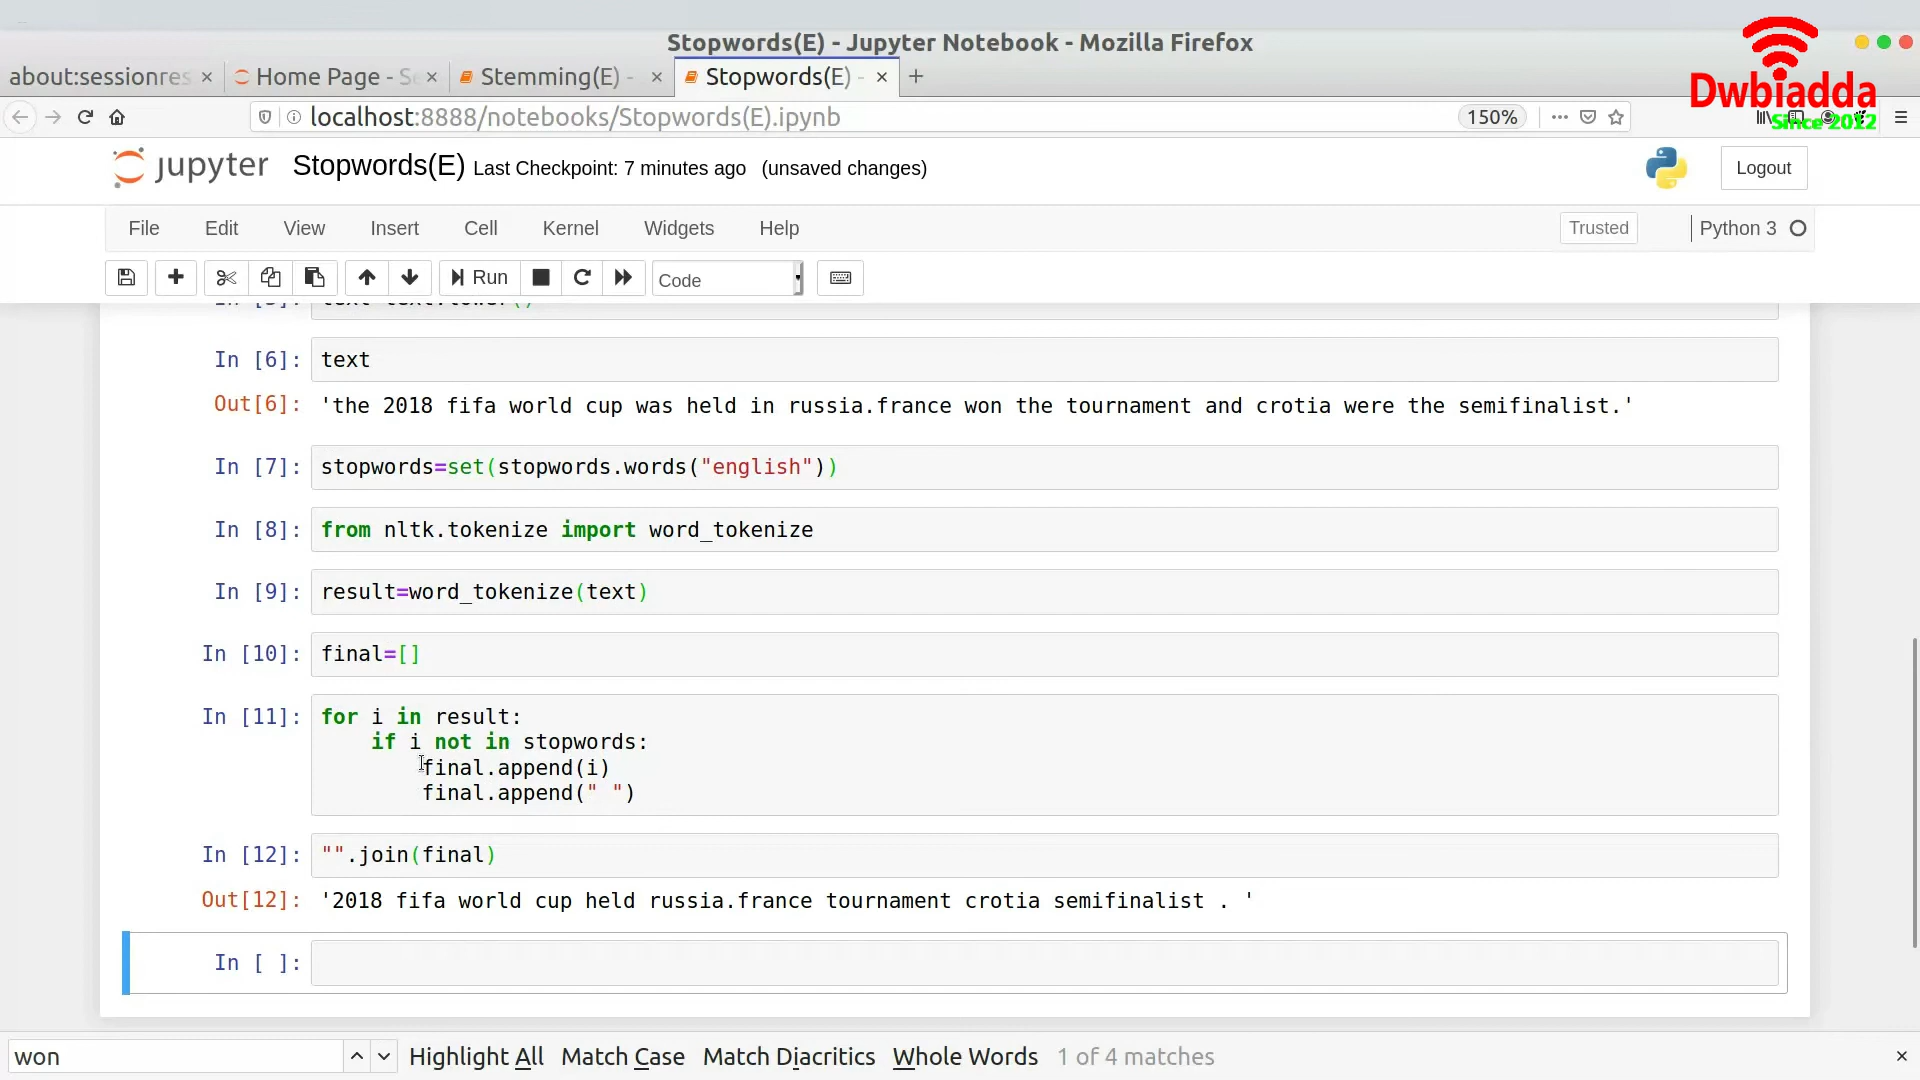 Stopwords(E) - Jupyter Notebook - Mozilla Firefox
Dwbiadda
Since 2012
about:sessionres
Home Page - Se
Stemming(E) -
Stopwords(E) -
localhost:8888/notebooks/Stopwords(E).ipynb
150%
jupyter Stopwords(E) Last Checkpoint: 7 minutes ago (unsaved changes)
Logout
File Edit View Insert Cell Kernel Widgets Help
Trusted
Python 3
Run
Code
In [6]: text
Out[6]: 'the 2018 fifa world cup was held in russia.france won the tournament and crotia were the semifinalist.'
In [7]: stopwords=set(stopwords.words("english"))
In [8]: from nltk.tokenize import word_tokenize
In [9]: result=word_tokenize(text)
In [10]: final=[]
In [11]: for i in result:
if i not in stopwords:
final.append(i)
final.append(" ")
In [12]: "".join(final)
Out[12]: '2018 fifa world cup held russia.france tournament crotia semifinalist . '
In [ ]:
won
Highlight All Match Case Match Diacritics Whole Words 1 of 4 matches